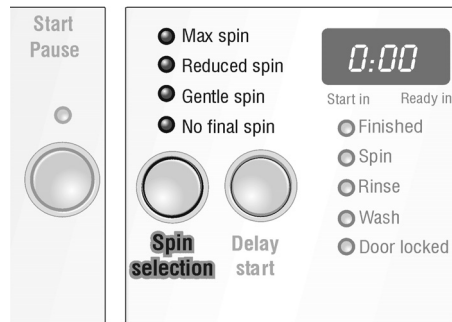 Start
Pause
Max spin
Reduced spin
Gentle spin
No final spin
Spin
selection
Delay
start
0:00
Start in Ready in
Finished
Spin
Rinse
Wash
Door locked